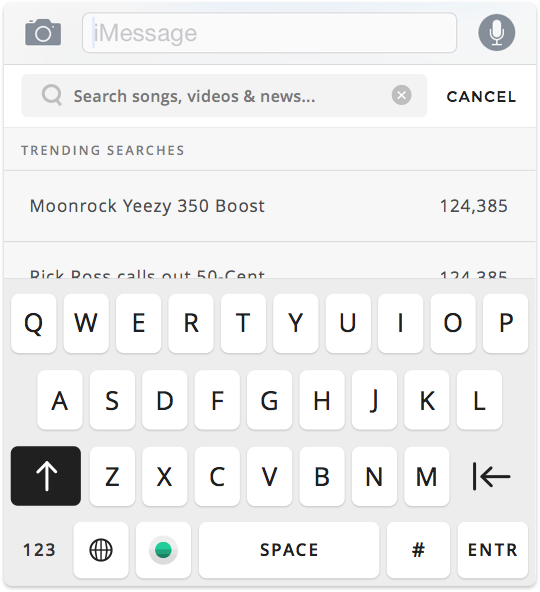 iMessage
Search songs, videos & news...
CANCEL
TRENDING SEARCHES
Moonrock Yeezy 350 Boost 124,385
Rick Ross calls out 50-Cent 124,385
Q W E R T Y U I O P
A S D F G H J K L
Z X C V B N M
123 SPACE # ENTR